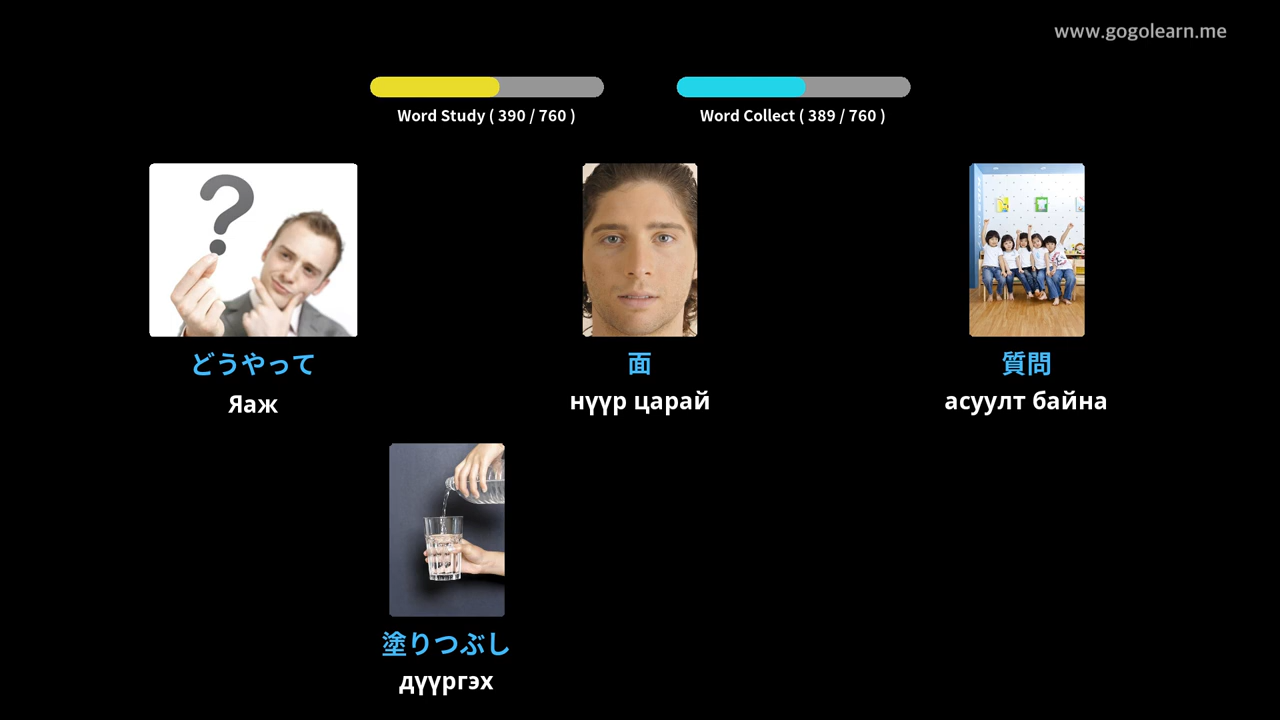 www.gogolearn.me
Word Study ( 390 / 760 )
Word Collect ( 389 / 760 )
どうやって
Яаж
面
нүүр царай
質問
асуулт байна
塗りつぶし
дүүргэх